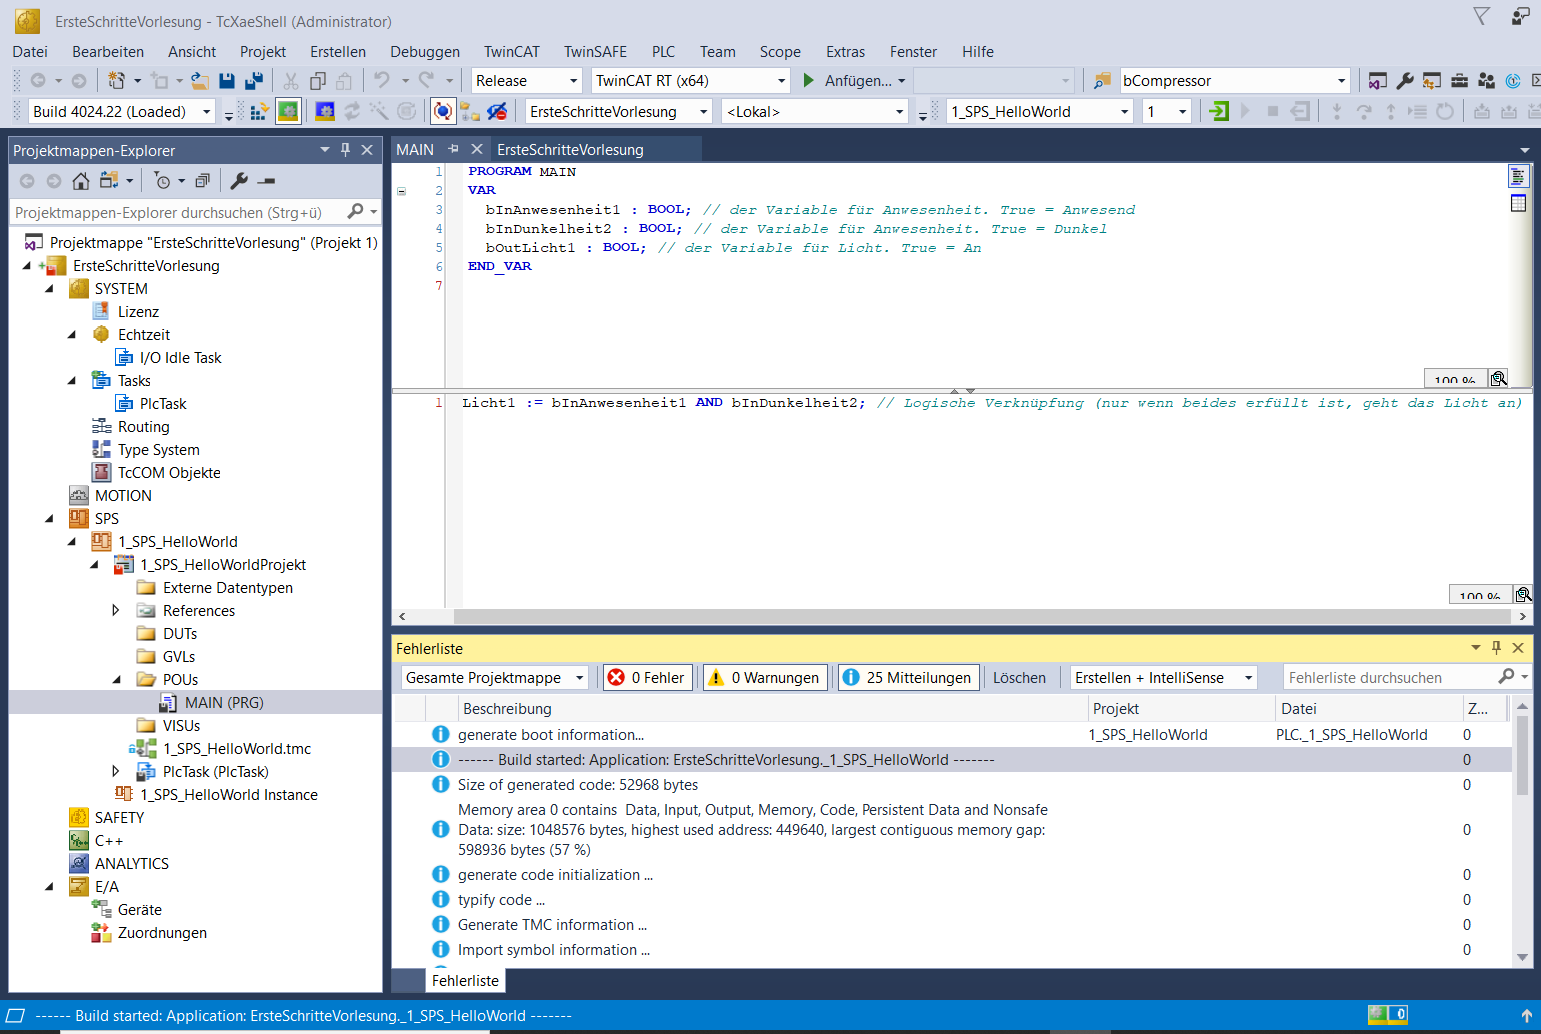 ErsteSchritteVorlesung - TcXaeShell (Administrator)
Datei Bearbeiten Ansicht Projekt Erstellen Debuggen TwinCAT TwinSAFE PLC Team Scope Extras Fenster Hilfe
Release TwinCAT RT (x64) Anfügen... bCompressor
Build 4024.22 (Loaded) ErsteSchritteVorlesung <Lokal> 1_SPS_HelloWorld 1
Projektmappen-Explorer
Projektmappen-Explorer durchsuchen (Strg+ü)
Projektmappe "ErsteSchritteVorlesung" (Projekt 1)
ErsteSchritteVorlesung
SYSTEM
Lizenz
Echtzeit
I/O Idle Task
Tasks
PlcTask
Routing
Type System
TcCOM Objekte
MOTION
SPS
1_SPS_HelloWorld
1_SPS_HelloWorldProjekt
Externe Datentypen
References
DUTs
GVLs
POUs
MAIN (PRG)
VISUs
1_SPS_HelloWorld.tmc
PlcTask (PlcTask)
1_SPS_HelloWorld Instance
SAFETY
C++
ANALYTICS
E/A
Geräte
Zuordnungen
MAIN ErsteSchritteVorlesung
1 PROGRAM MAIN
2 VAR
3 bInAnwesenheit1 : BOOL; // der Variable für Anwesenheit. True = Anwesend
4 bInDunkelheit2 : BOOL; // der Variable für Anwesenheit. True = Dunkel
5 bOutLicht1 : BOOL; // der Variable für Licht. True = An
6 END_VAR
7
100 %
1 Licht1 := bInAnwesenheit1 AND bInDunkelheit2; // Logische Verknüpfung (nur wenn beides erfüllt ist, geht das Licht an)
100 %
Fehlerliste
Gesamte Projektmappe 0 Fehler 0 Warnungen 25 Mitteilungen Löschen Erstellen + IntelliSense Fehlerliste durchsuchen
Beschreibung Projekt Datei Z...
generate boot information... 1_SPS_HelloWorld PLC._1_SPS_HelloWorld 0
------ Build started: Application: ErsteSchritteVorlesung._1_SPS_HelloWorld ------- 0
Size of generated code: 52968 bytes 0
Memory area 0 contains Data, Input, Output, Memory, Code, Persistent Data and Nonsafe
Data: size: 1048576 bytes, highest used address: 449640, largest contiguous memory gap: 0
598936 bytes (57 %)
generate code initialization ... 0
typify code ... 0
Generate TMC information ... 0
Import symbol information ... 0
Fehlerliste
------ Build started: Application: ErsteSchritteVorlesung._1_SPS_HelloWorld ------- 0